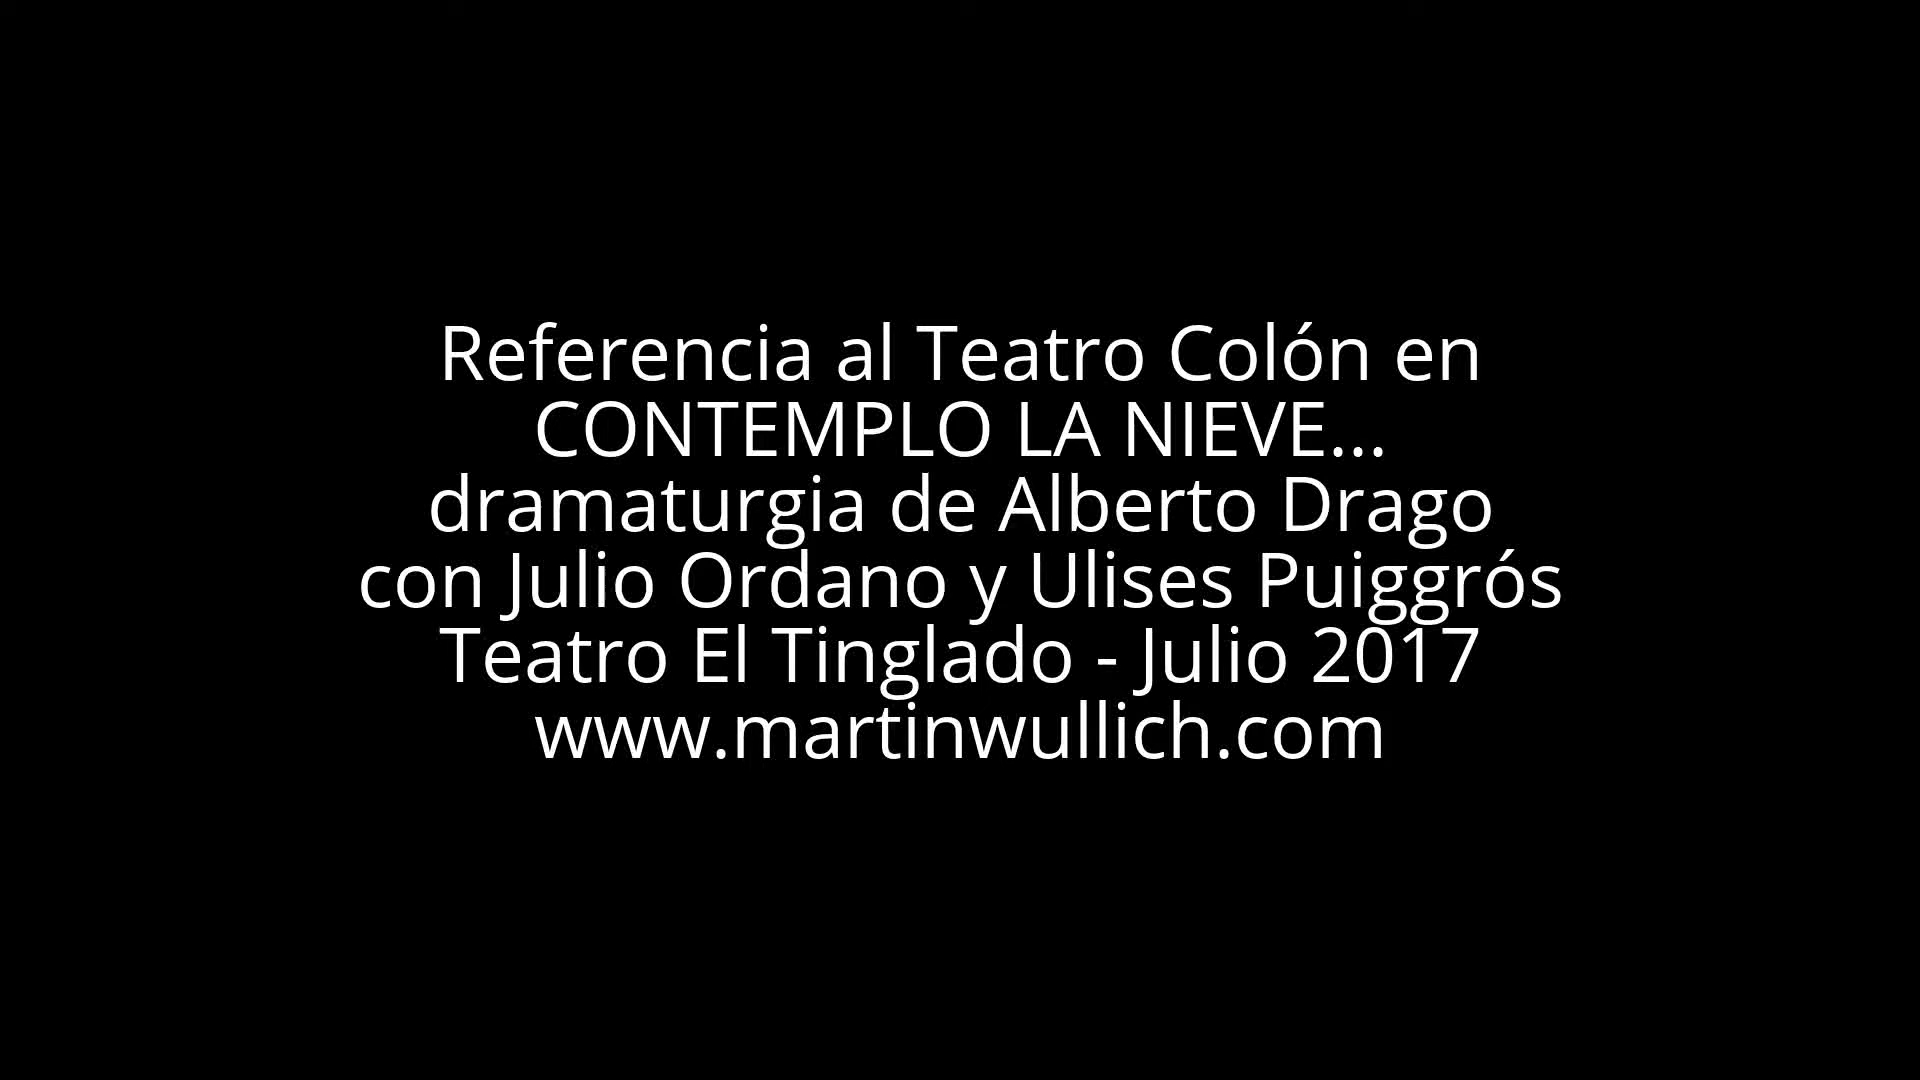 Referencia al Teatro Colón en
CONTEMPLO LA NIEVE...
dramaturgia de Alberto Drago
con Julio Ordano y Ulises Puiggrós
Teatro El Tinglado - Julio 2017
www.martinwullich.com